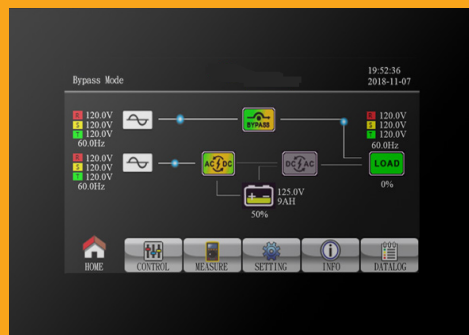 19:52:36
Bypass Mode
2018-11-07
R 120.0V
S 120.0V
T 120.0V
60.0Hz
BYPASS
R 120.0V
S 120.0V
T 120.0V
60.0Hz
R 120.0V
S 120.0V
T 120.0V
60.0Hz
AC DC
DC AC
LOAD
0%
125.0V
9AH
50%
HOME
CONTROL
MEASURE
SETTING
INFO
DATALOG